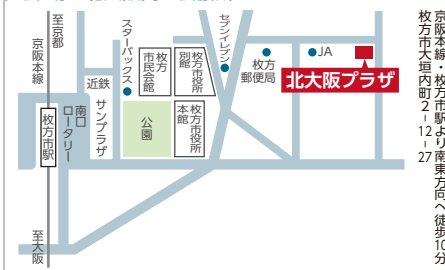 至京都
京阪本線
枚方市駅
至大阪
南口
ロータリー
近鉄
サンプラザ
スターバックス
枚方
市民会館
枚方市役所
別館
公園
枚方市役所
本館
セブンイレブン
枚方
郵便局
JA
北大阪プラザ
京阪本線・枚方市駅より南東方向へ徒歩10分
枚方市大垣内町2-12-27